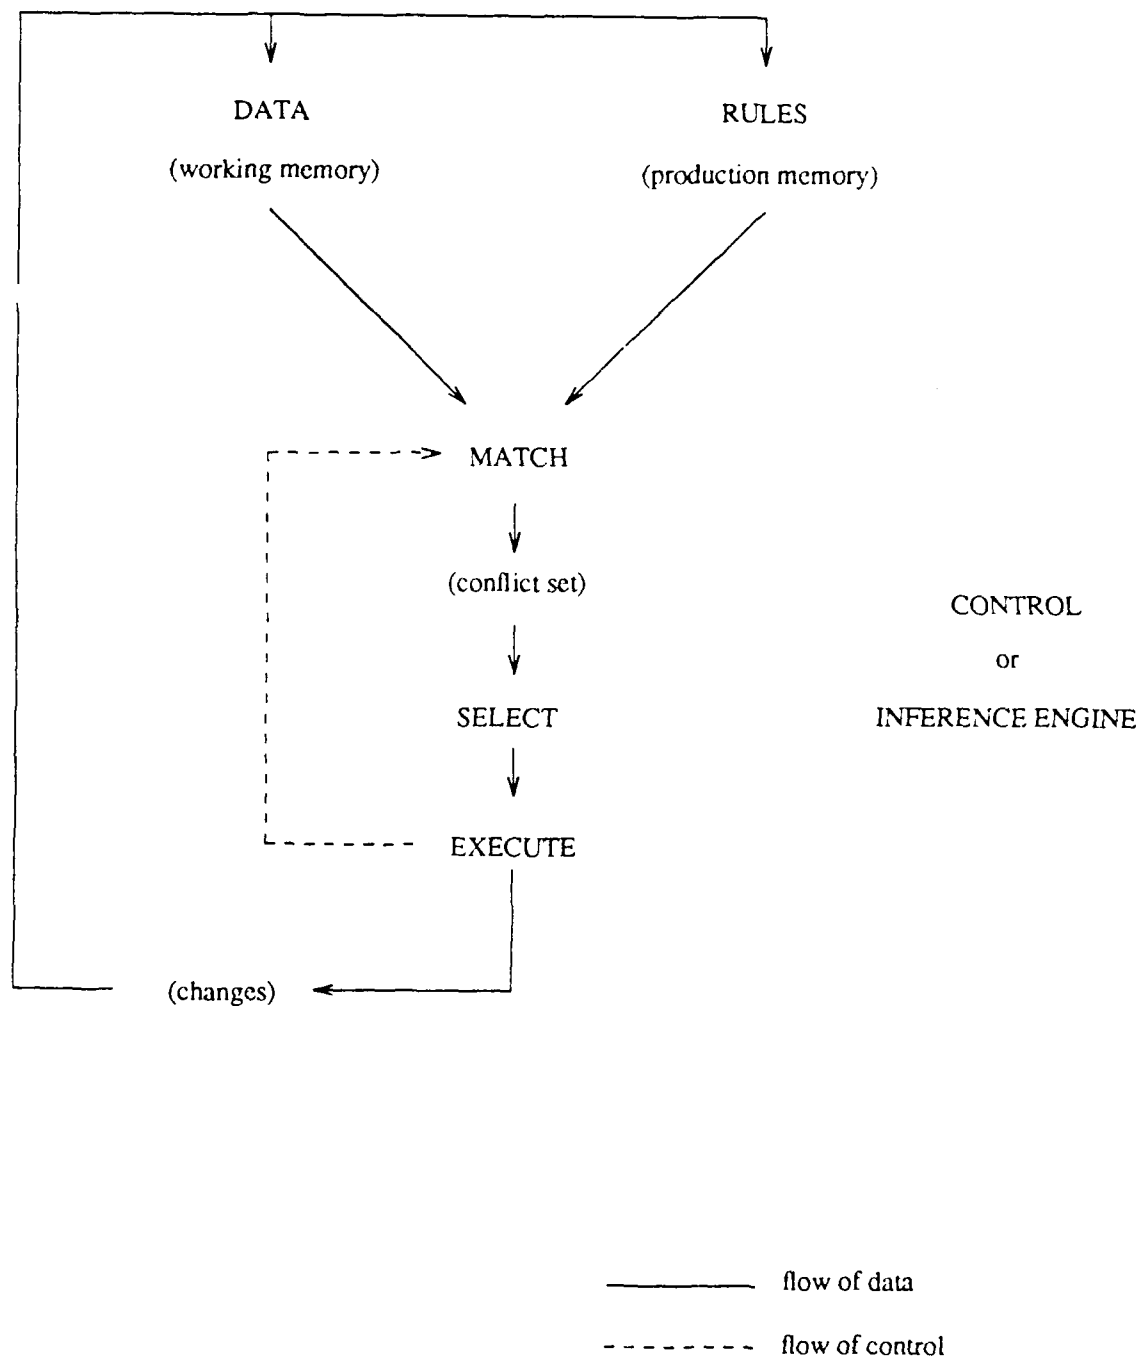 DATA
RULES
(working memory)
(production memory)
MATCH
(conflict set)
CONTROL
or
SELECT
INFERENCE ENGINE
EXECUTE
(changes)
flow of data
flow of control